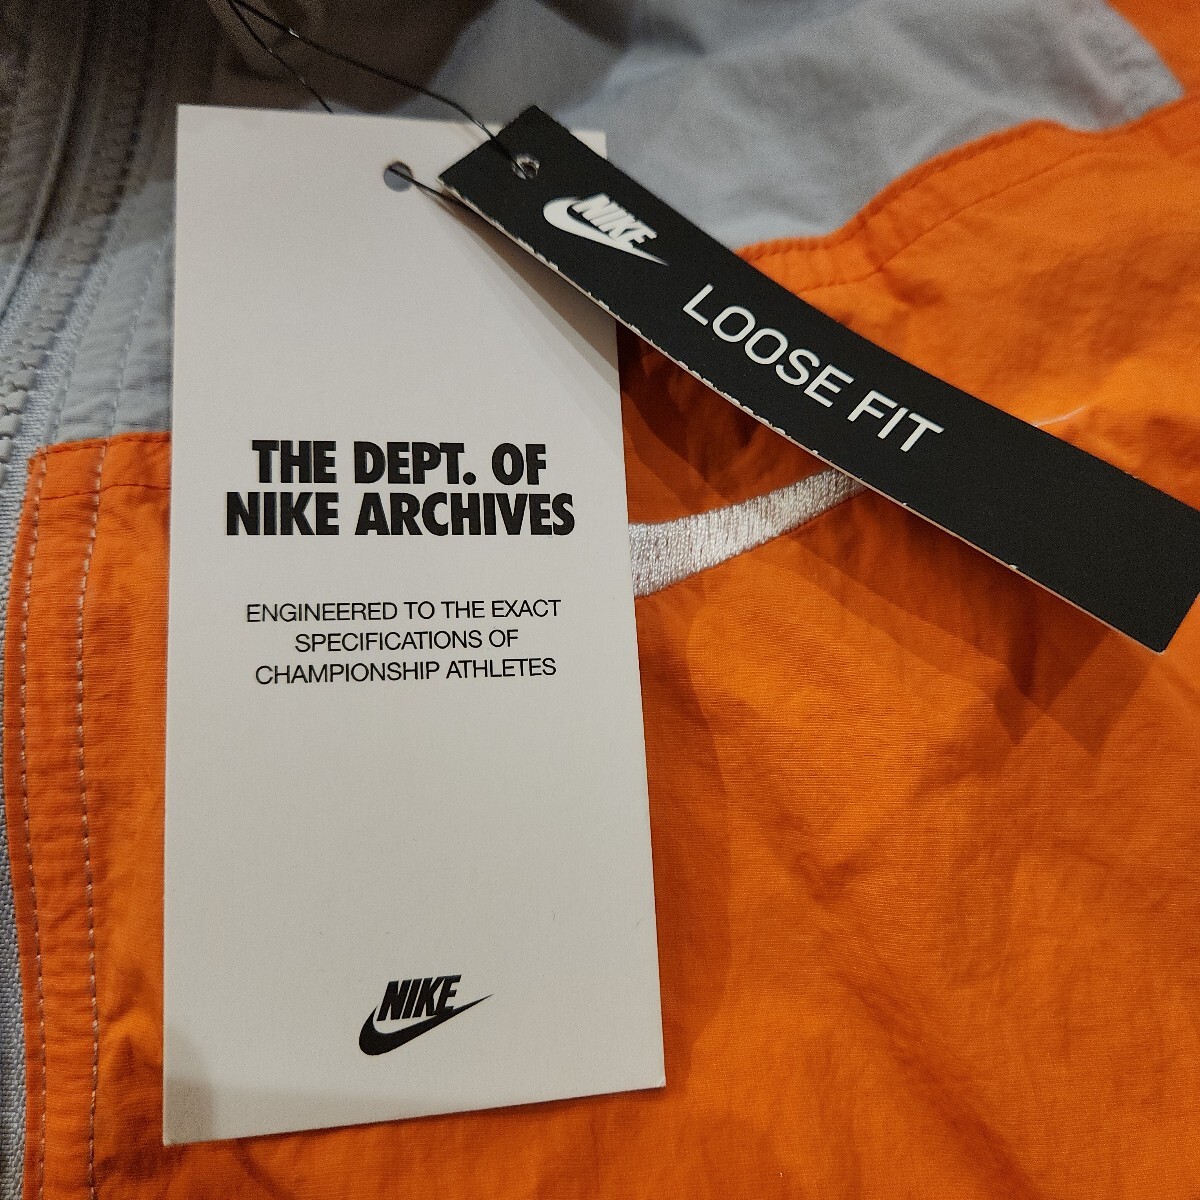 NIKE
LOOSE FIT
THE DEPT. OF
NIKE ARCHIVES
ENGINEERED TO THE EXACT
SPECIFICATIONS OF
CHAMPIONSHIP ATHLETES
NIKE